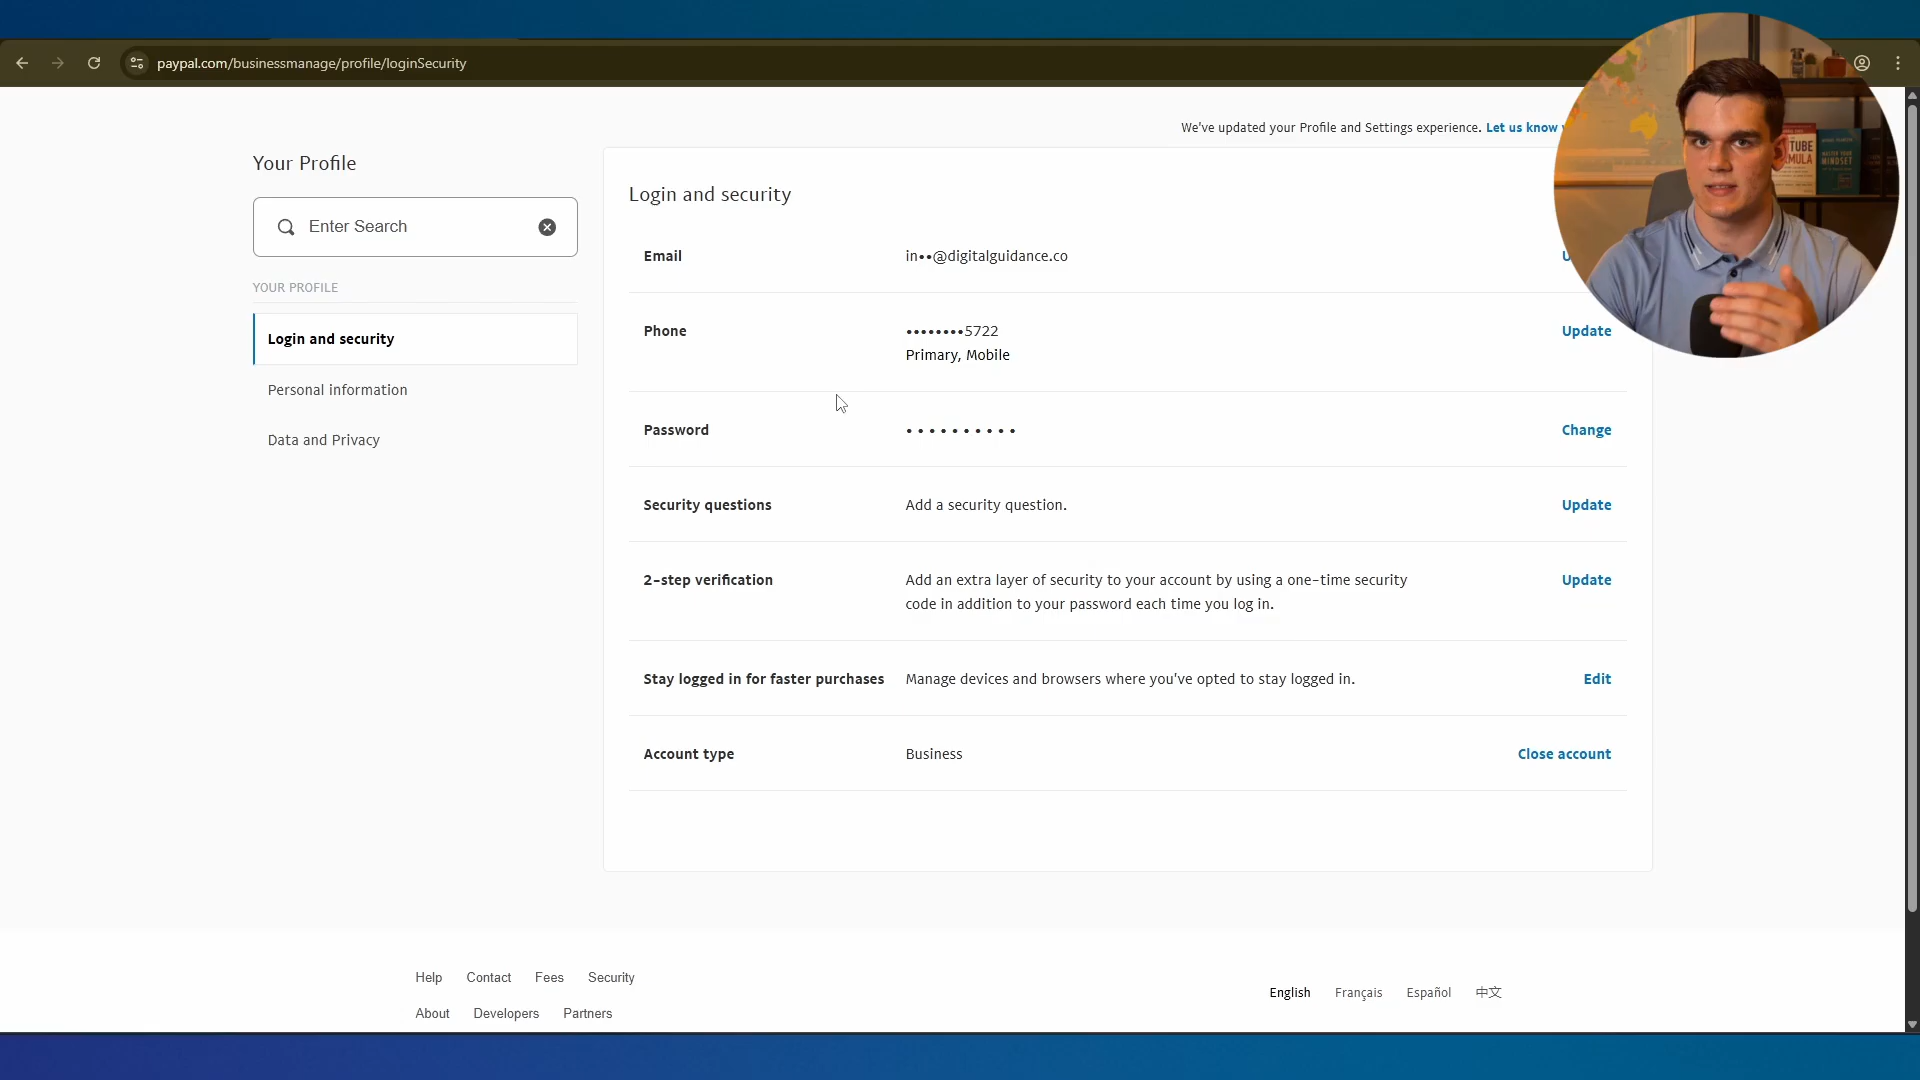 paypal.com/businessmanage/profile/loginSecurity
We've updated your Profile and Settings experience. Let us know
Your Profile
Enter Search
YOUR PROFILE
Login and security
Personal information
Data and Privacy
Login and security
Email
in••@digitalguidance.co
Phone
••••••••5722
Primary, Mobile
Update
Password
••••••••••
Change
Security questions
Add a security question.
Update
2-step verification
Add an extra layer of security to your account by using a one-time security
code in addition to your password each time you log in.
Update
Stay logged in for faster purchases
Manage devices and browsers where you've opted to stay logged in.
Edit
Account type
Business
Close account
Help Contact Fees Security
About Developers Partners
English Français Español 中文
TUBE
MASTER YOUR
MINDSET